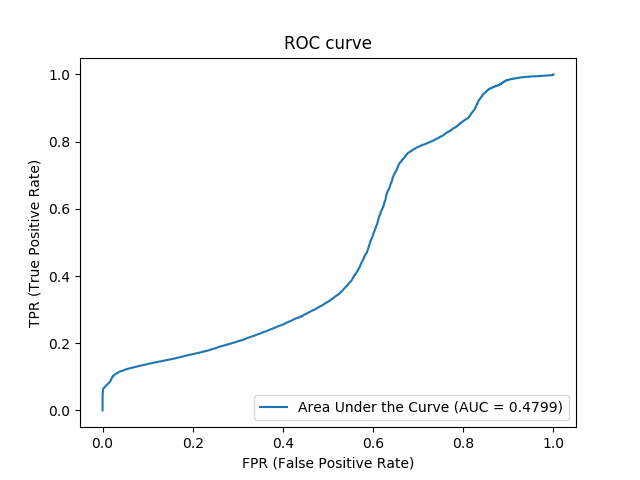 ROC curve
1.0
0.8
0.6
0.4
0.2
0.0
TPR (True Positive Rate)
Area Under the Curve (AUC = 0.4799)
0.0 0.2 0.4 0.6 0.8 1.0
FPR (False Positive Rate)